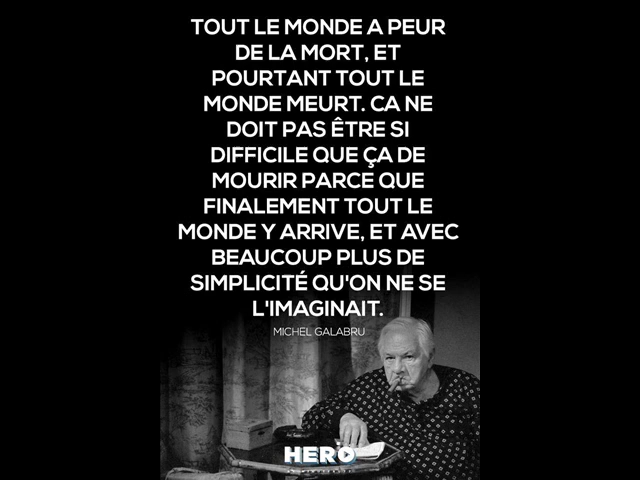 TOUT LE MONDE A PEUR
DE LA MORT, ET
POURTANT TOUT LE
MONDE MEURT. CA NE
DOIT PAS ÊTRE SI
DIFFICILE QUE ÇA DE
MOURIR PARCE QUE
FINALEMENT TOUT LE
MONDE Y ARRIVE, ET AVEC
BEAUCOUP PLUS DE
SIMPLICITÉ QU'ON NE SE
L'IMAGINAIT.
MICHEL GALABRU
HERO